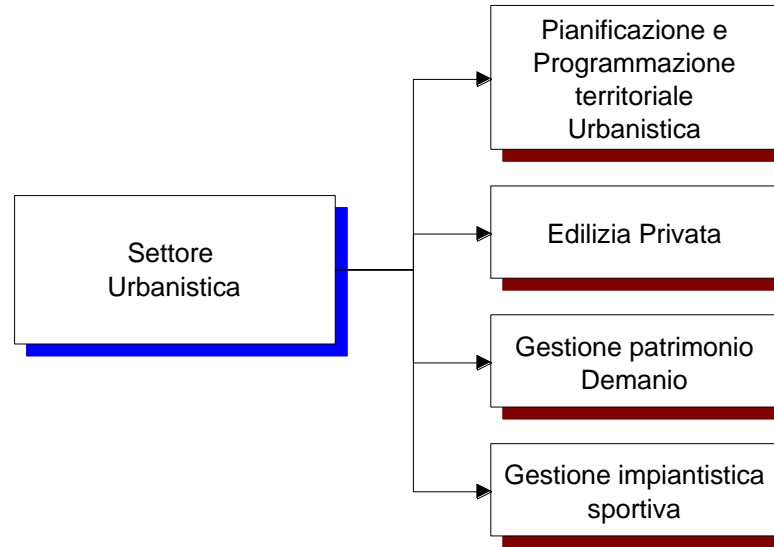 Settore
Urbanistica
Pianificazione e
Programmazione
territoriale
Urbanistica
Edilizia Privata
Gestione patrimonio
Demanio
Gestione impiantistica
sportiva